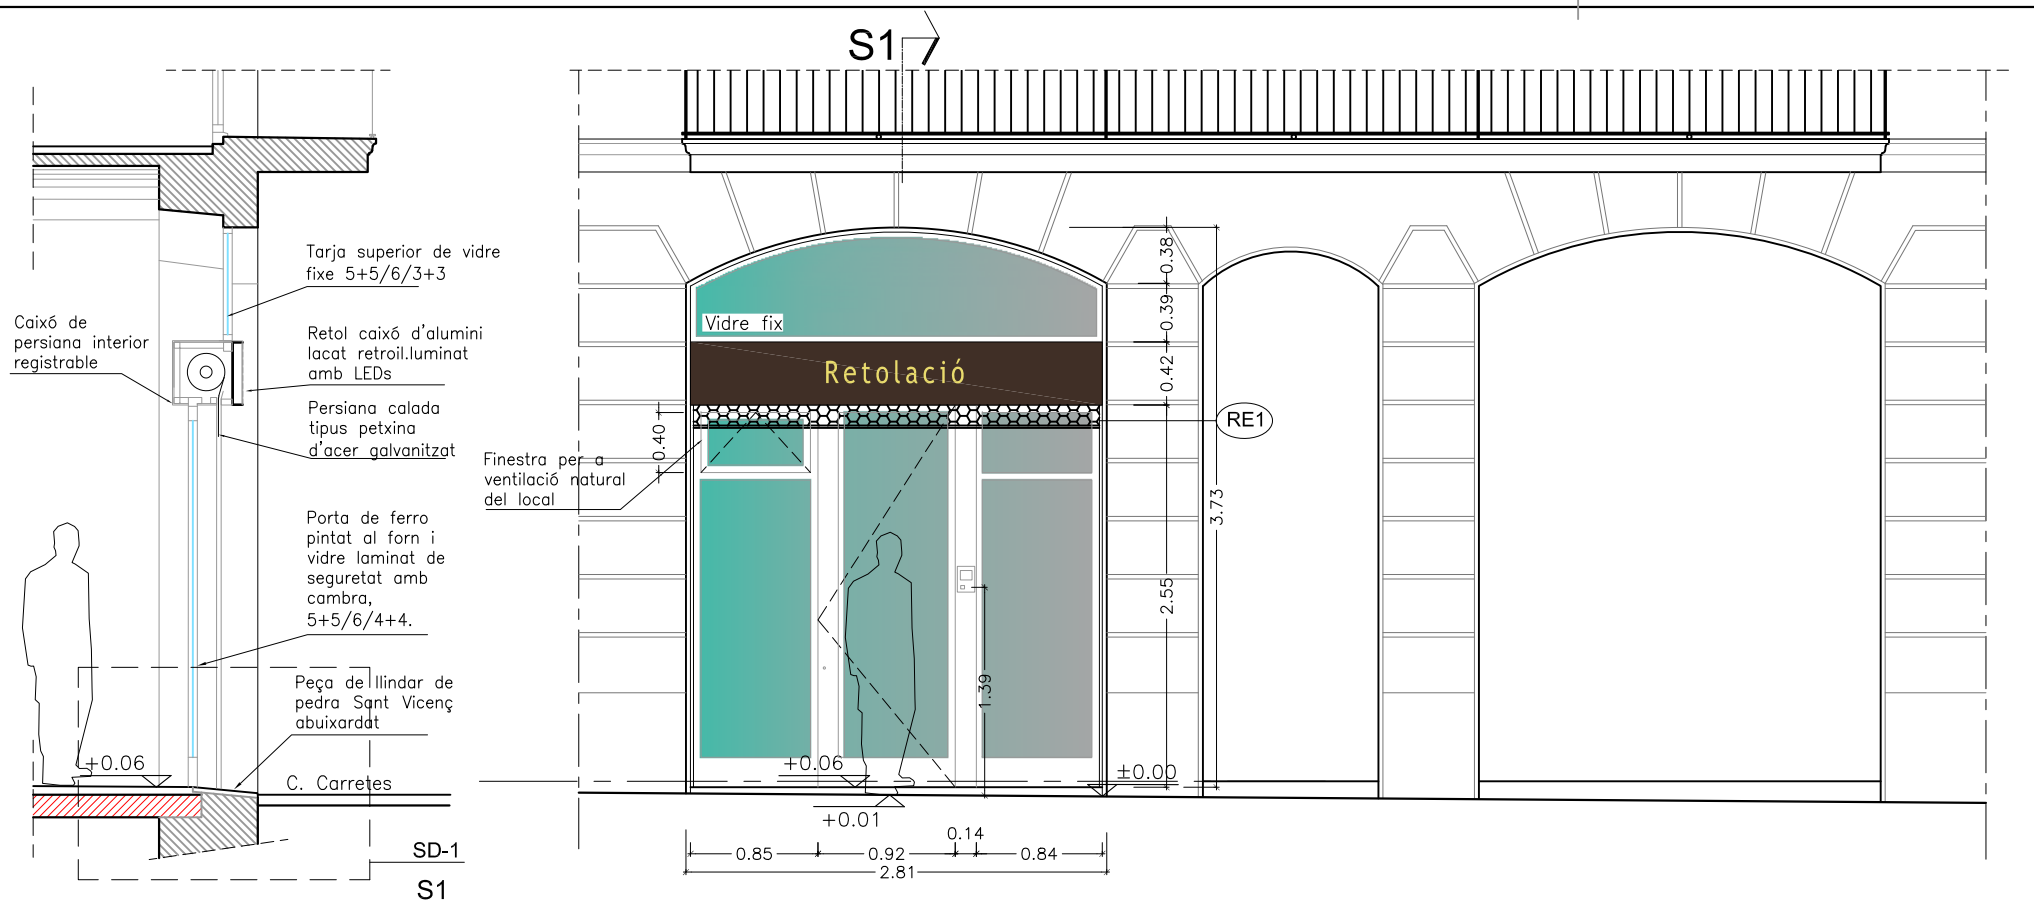 S1
Tarja superior de vidre
fixe 5+5/6/3+3
Caixó de
persiana interior
registrable
Retol caixó d'alumini
lacat retroil.luminat
amb LEDs
Persiana calada
tipus petxina
d'acer galvanitzat
Porta de ferro
pintat al forn i
vidre laminat de
seguretat amb
cambra,
5+5/6/4+4.
Peça de llindar de
pedra Sant Vicenç
abuixardat
+0.06
C. Carretes
SD-1
S1
Finestra per a
ventilació natural
del local
0.40
Vidre fix
Retolació
RE1
0.38
0.39
0.42
2.55
3.73
1.39
+0.06
±0.00
+0.01
0.14
0.85
0.92
0.84
2.81